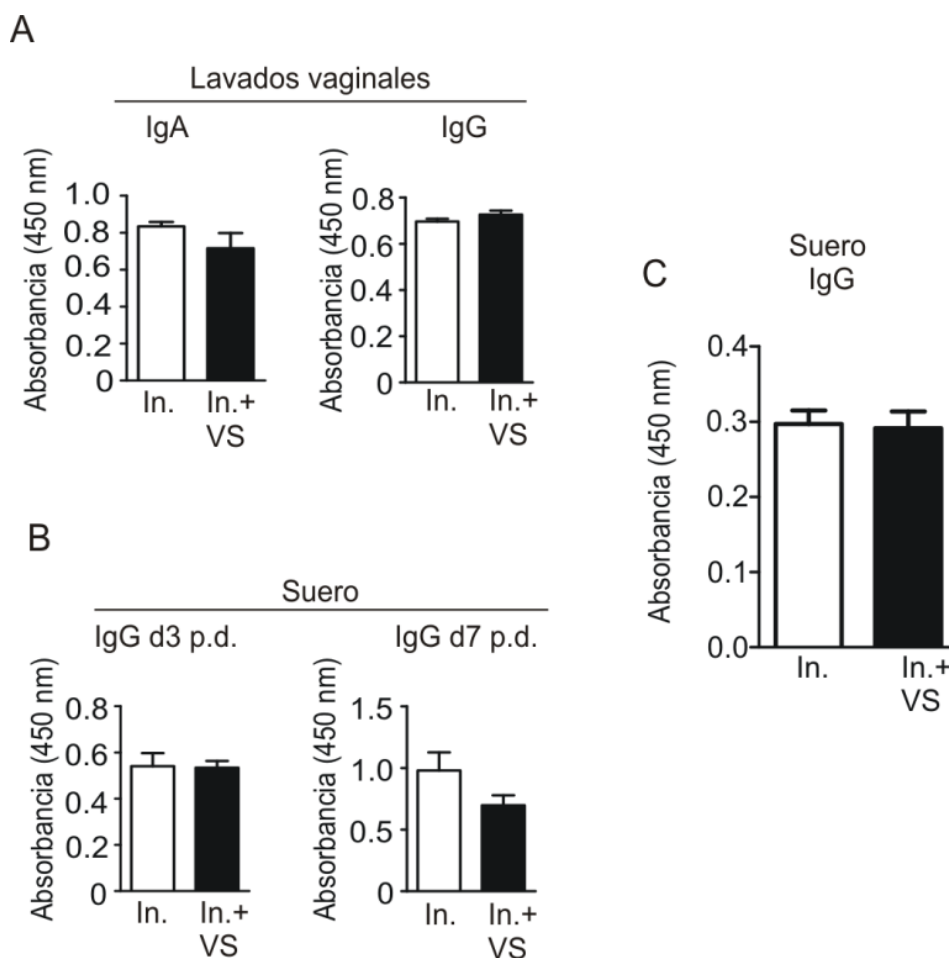 A
Lavados vaginales
IgA
Absorbancia (450 nm)
1.0
0.8
0.6
0.4
0.2
0
In.
In.+
VS
IgG
Absorbancia (450 nm)
0.8
0.6
0.4
0.2
0
In.
In.+
VS
B
Suero
IgG d3 p.d.
Absorbancia (450 nm)
0.8
0.6
0.4
0.2
0
In.
In.+
VS
IgG d7 p.d.
Absorbancia (450 nm)
1.5
1.0
0.5
0
In.
In.+
VS
C
Suero
IgG
Absorbancia (450 nm)
0.4
0.3
0.2
0.1
0.0
In.
In.+
VS